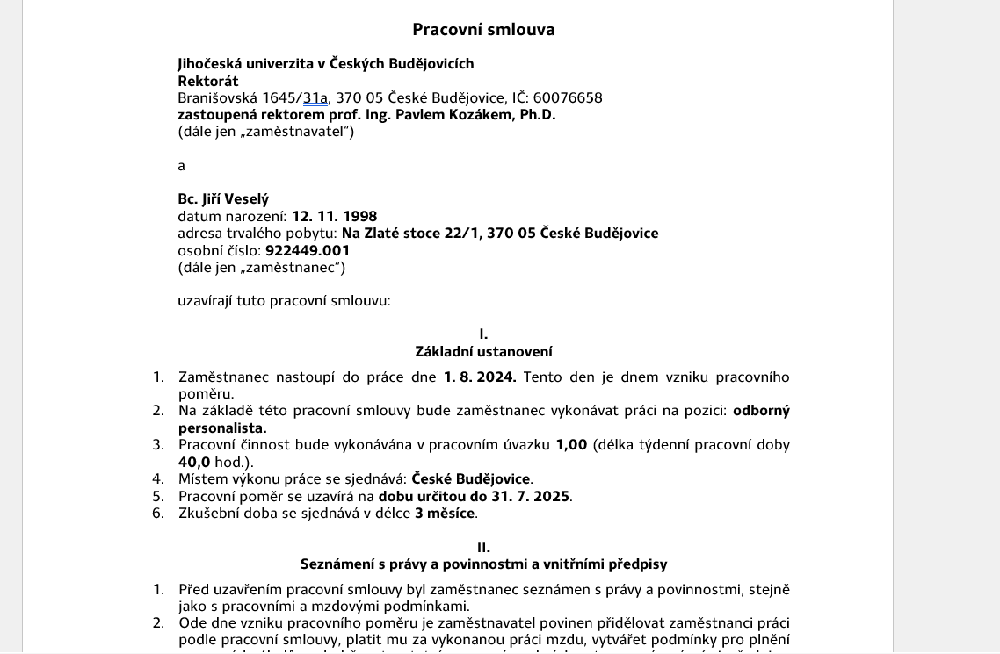 Pracovní smlouva
Jihočeská univerzita v Českých Budějovicích
Rektorát
Branišovská 1645/31a, 370 05 České Budějovice, IČ: 60076658
zastoupená rektorem prof. Ing. Pavlem Kozákem, Ph.D.
(dále jen „zaměstnavatel“)
a
Bc. Jiří Veselý
datum narození: 12. 11. 1998
adresa trvalého pobytu: Na Zlaté stoce 22/1, 370 05 České Budějovice
osobní číslo: 922449.001
(dále jen „zaměstnanec“)
uzavírají tuto pracovní smlouvu:
I.
Základní ustanovení
1. Zaměstnanec nastoupí do práce dne 1. 8. 2024. Tento den je dnem vzniku pracovního
poměru.
2. Na základě této pracovní smlouvy bude zaměstnanec vykonávat práci na pozici: odborný
personalista.
3. Pracovní činnost bude vykonávána v pracovním úvazku 1,00 (délka týdenní pracovní doby
40,0 hod.).
4. Místem výkonu práce se sjednává: České Budějovice.
5. Pracovní poměr se uzavírá na dobu určitou do 31. 7. 2025.
6. Zkušební doba se sjednává v délce 3 měsíce.
II.
Seznámení s právy a povinnostmi a vnitřními předpisy
1. Před uzavřením pracovní smlouvy byl zaměstnanec seznámen s právy a povinnostmi, stejně
jako s pracovními a mzdovými podmínkami.
2. Ode dne vzniku pracovního poměru je zaměstnavatel povinen přidělovat zaměstnanci práci
podle pracovní smlouvy, platit mu za vykonanou práci mzdu, vytvářet podmínky pro plnění